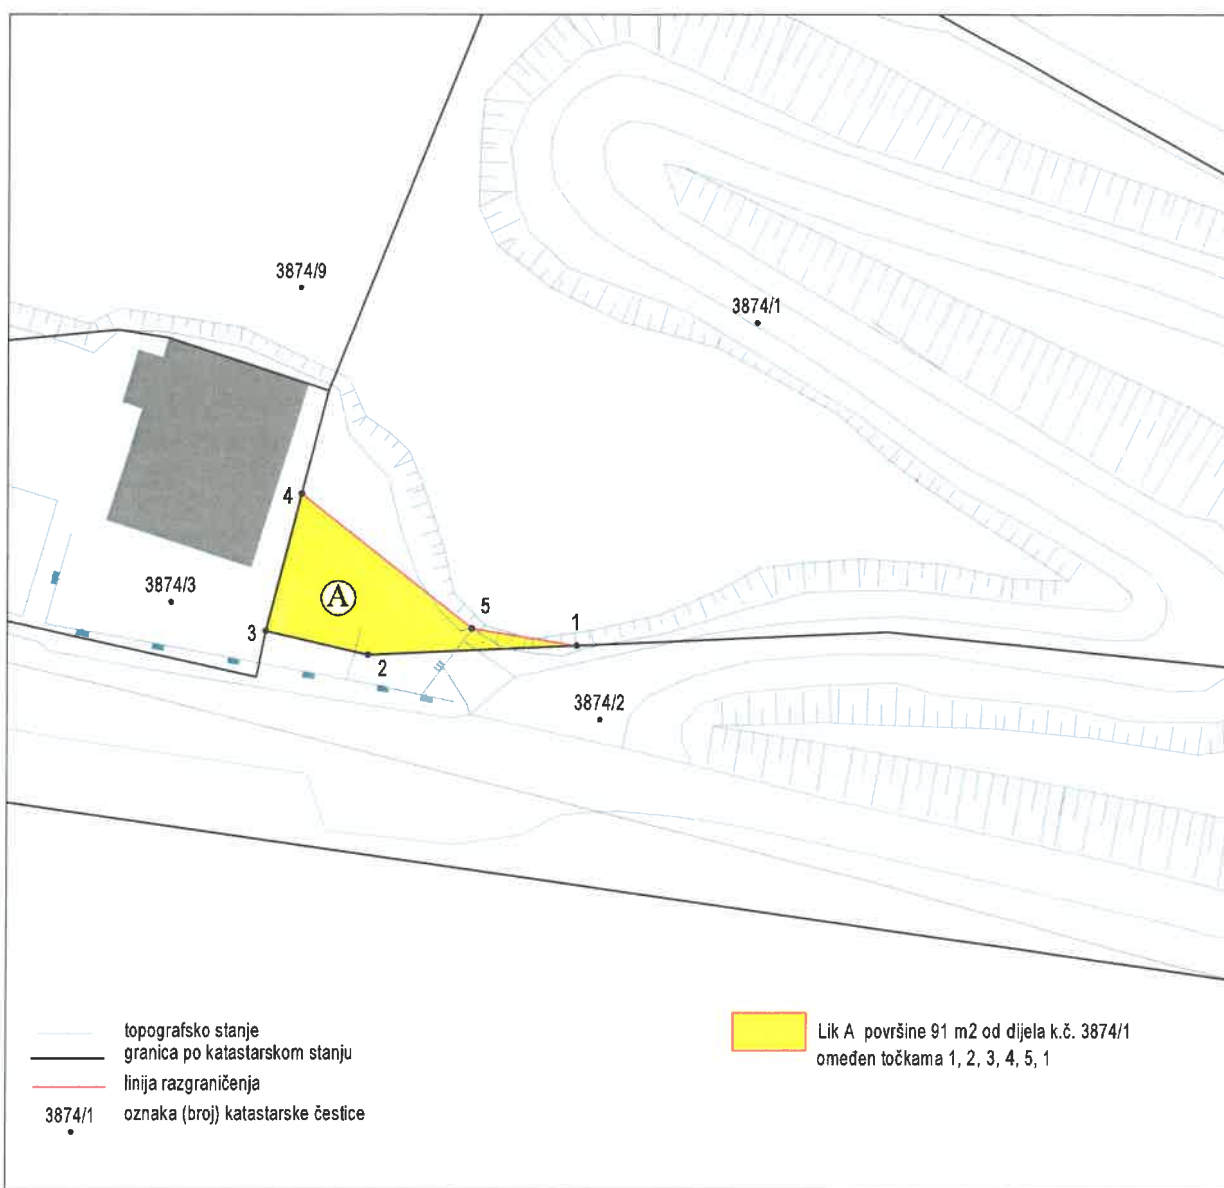 3874/9
3874/1
4
3874/3
A
5
1
3
2
3874/2
topografsko stanje
granica po katastarskom stanju
linija razgraničenja
3874/1 oznaka (broj) katastarske čestice
Lik A površine 91 m2 od dijela k.č. 3874/1
omeđen točkama 1, 2, 3, 4, 5, 1